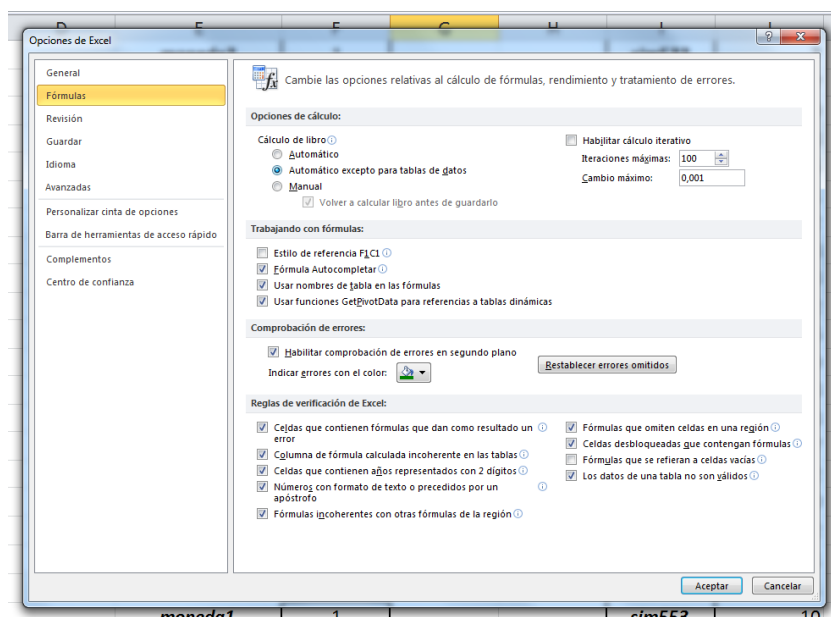 D E F G H I J
Opciones de Excel
General
Fórmulas
Revisión
Guardar
Idioma
Avanzadas
Personalizar cinta de opciones
Barra de herramientas de acceso rápido
Complementos
Centro de confianza
Cambie las opciones relativas al cálculo de fórmulas, rendimiento y tratamiento de errores.
Opciones de cálculo:
Cálculo de libro
Automático
Automático excepto para tablas de datos
Manual
Volver a calcular libro antes de guardarlo
Habilitar cálculo iterativo
Iteraciones máximas: 100
Cambio máximo: 0,001
Trabajando con fórmulas:
Estilo de referencia F1C1
Fórmula Autocompletar
Usar nombres de tabla en las fórmulas
Usar funciones GetPivotData para referencias a tablas dinámicas
Comprobación de errores:
Habilitar comprobación de errores en segundo plano
Indicar errores con el color:
Restablecer errores omitidos
Reglas de verificación de Excel:
Celdas que contienen fórmulas que dan como resultado un
error
Columna de fórmula calculada incoherente en las tablas
Celdas que contienen años representados con 2 dígitos
Números con formato de texto o precedidos por un
apóstrofo
Fórmulas incoherentes con otras fórmulas de la región
Fórmulas que omiten celdas en una región
Celdas desbloqueadas que contengan fórmulas
Fórmulas que se refieran a celdas vacías
Los datos de una tabla no son válidos
Aceptar Cancelar
moneda1 1 sim553 10